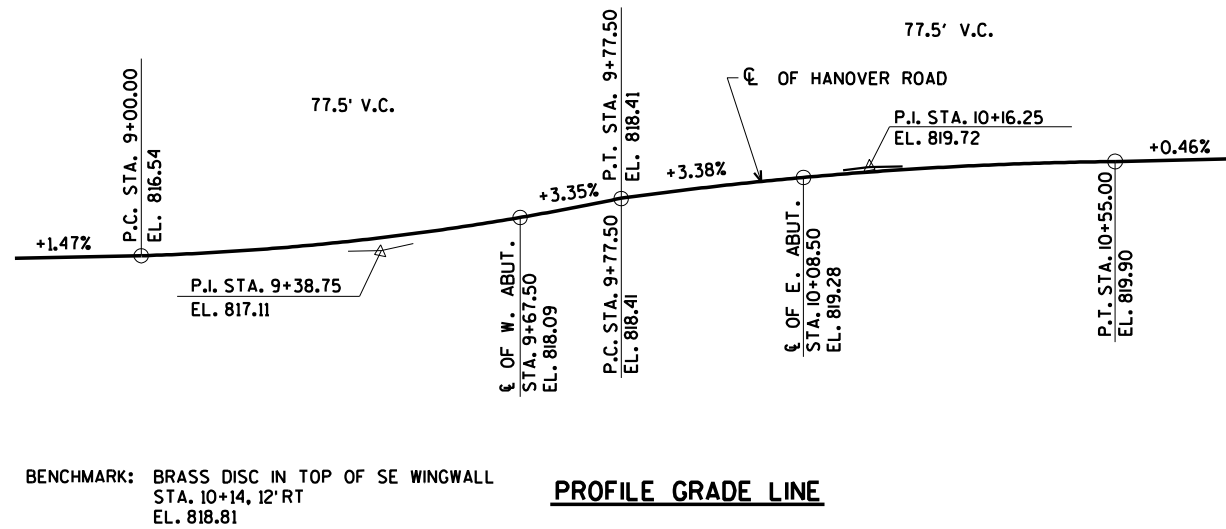 77.5' V.C.
P.C. STA. 9+00.00
EL. 816.54
77.5' V.C.
P.T. STA. 9+77.50
EL. 818.41
℄ OF HANOVER ROAD
P.I. STA. 10+16.25
EL. 819.72
+0.46%
+3.38%
+3.35%
+1.47%
P.I. STA. 9+38.75
EL. 817.11
℄ OF W. ABUT.
STA. 9+67.50
EL. 818.09
P.C. STA. 9+77.50
EL. 818.41
℄ OF E. ABUT.
STA. 10+08.50
EL. 819.28
P.T. STA. 10+55.00
EL. 819.90
BENCHMARK: BRASS DISC IN TOP OF SE WINGWALL
STA. 10+14, 12' RT
EL. 818.81
PROFILE GRADE LINE